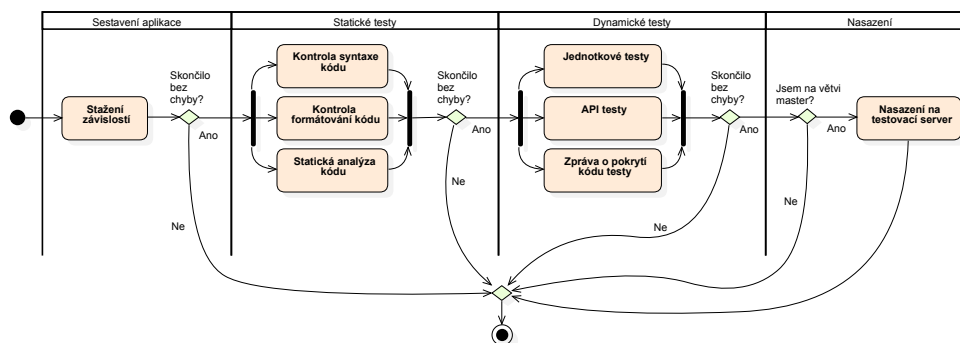 Sestavení aplikace
Statické testy
Dynamické testy
Nasazení
Stažení
závislostí
Skončilo
bez
chyby?
Ano
Ne
Kontrola syntaxe
kódu
Kontrola
formátování kódu
Statická analýza
kódu
Skončilo
bez
chyby?
Ano
Ne
Jednotkové testy
API testy
Zpráva o pokrytí
kódu testy
Skončilo
bez
chyby?
Ano
Ne
Jsem na větvi
master?
Ano
Ne
Nasazení na
testovací server